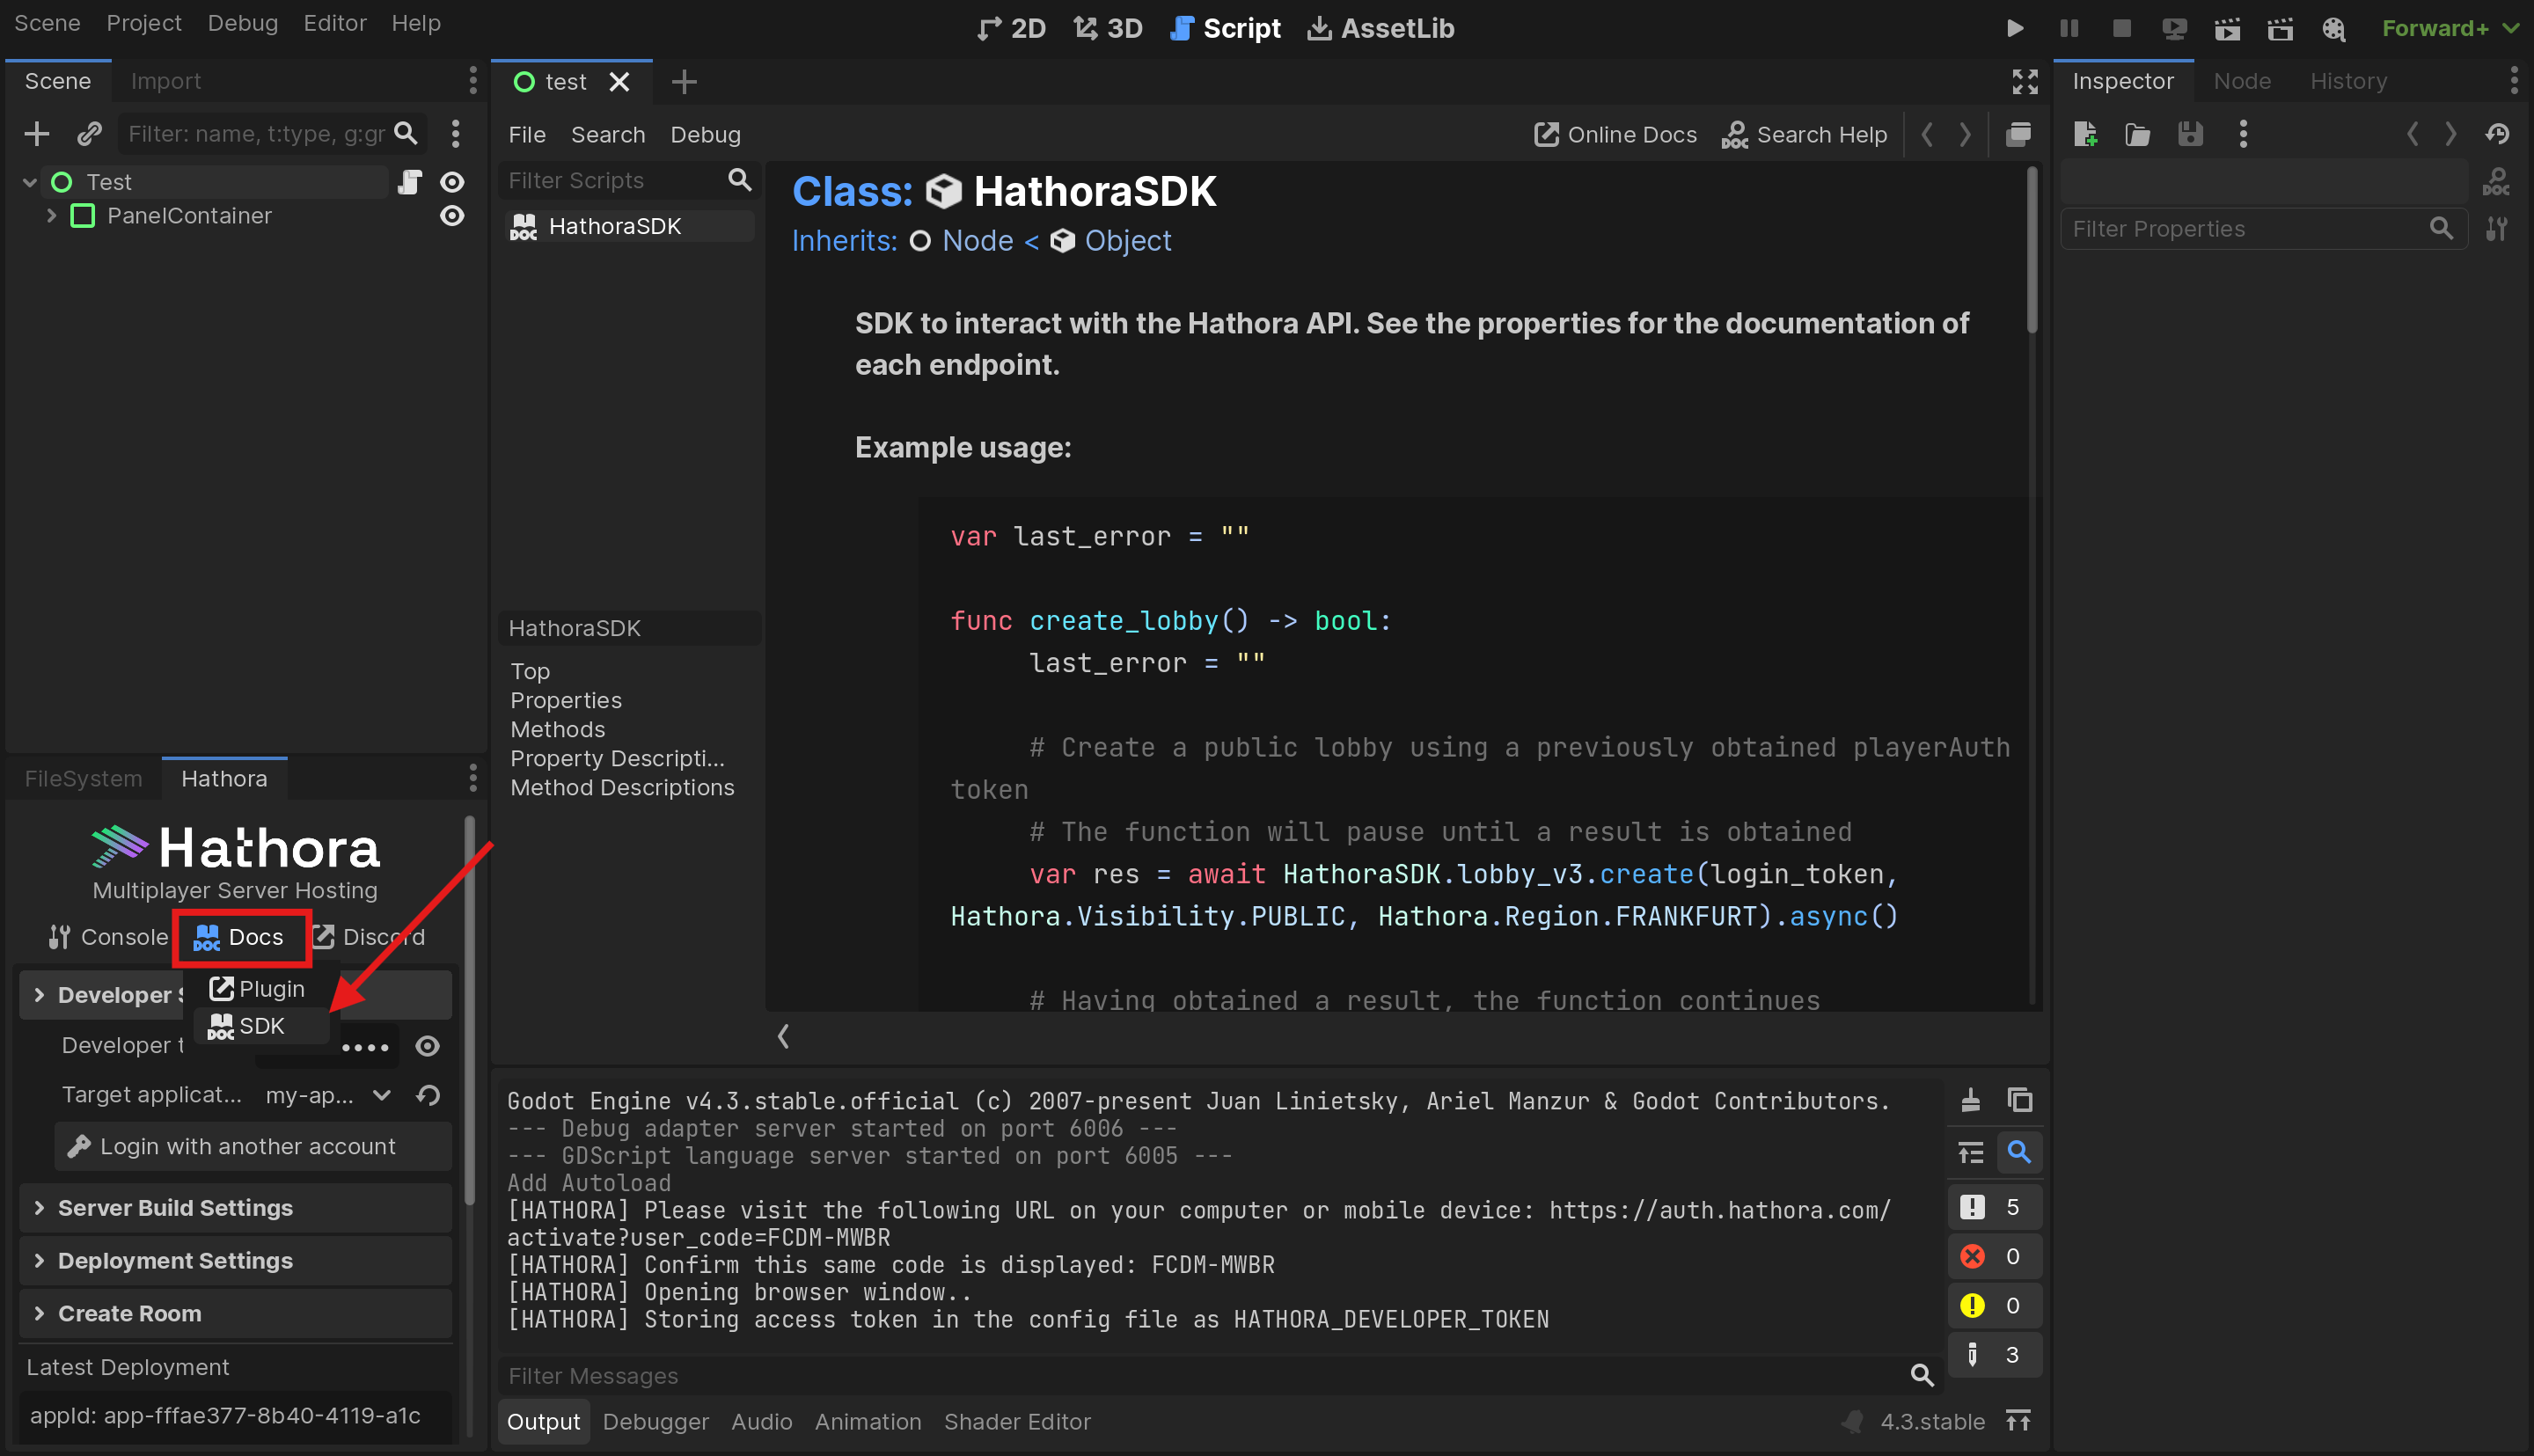 Scene Project Debug Editor Help
2D 3D Script AssetLib
Forward+
Scene Import
test
Inspector Node History
Filter: name, t:type, g:gr
File Search Debug
Online Docs Search Help
Test
PanelContainer
Filter Scripts
HathoraSDK
Filter Properties
Class: HathoraSDK
Inherits: Node < Object
SDK to interact with the Hathora API. See the properties for the documentation of
each endpoint.
Example usage:
var last_error = ""
func create_lobby() -> bool:
last_error = ""
# Create a public lobby using a previously obtained playerAuth
token
# The function will pause until a result is obtained
var res = await HathoraSDK.lobby_v3.create(login_token,
Hathora.Visibility.PUBLIC, Hathora.Region.FRANKFURT).async()
# Having obtained a result, the function continues
HathoraSDK
Top
Properties
Methods
Property Descripti...
Method Descriptions
FileSystem Hathora
Hathora
Multiplayer Server Hosting
Console DOC Docs Discord
Plugin
DOC SDK
Developer S
Developer t
Target applicat... my-ap...
Login with another account
Server Build Settings
Deployment Settings
Create Room
Latest Deployment
appId: app-fffae377-8b40-4119-a1c
Godot Engine v4.3.stable.official (c) 2007-present Juan Linietsky, Ariel Manzur & Godot Contributors.
--- Debug adapter server started on port 6006 ---
--- GDScript language server started on port 6005 ---
Add Autoload
[HATHORA] Please visit the following URL on your computer or mobile device: https://auth.hathora.com/
activate?user_code=FCDM-MWBR
[HATHORA] Confirm this same code is displayed: FCDM-MWBR
[HATHORA] Opening browser window..
[HATHORA] Storing access token in the config file as HATHORA_DEVELOPER_TOKEN
5
0
0
3
Filter Messages
Output Debugger Audio Animation Shader Editor
4.3.stable